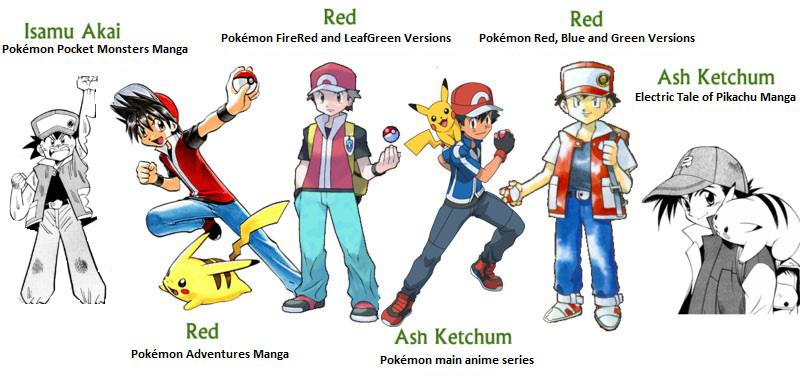 Isamu Akai
Pokémon Pocket Monsters Manga
Red
Pokémon FireRed and LeafGreen Versions
Red
Pokémon Red, Blue and Green Versions
Ash Ketchum
Electric Tale of Pikachu Manga
Red
Pokémon Adventures Manga
Ash Ketchum
Pokémon main anime series